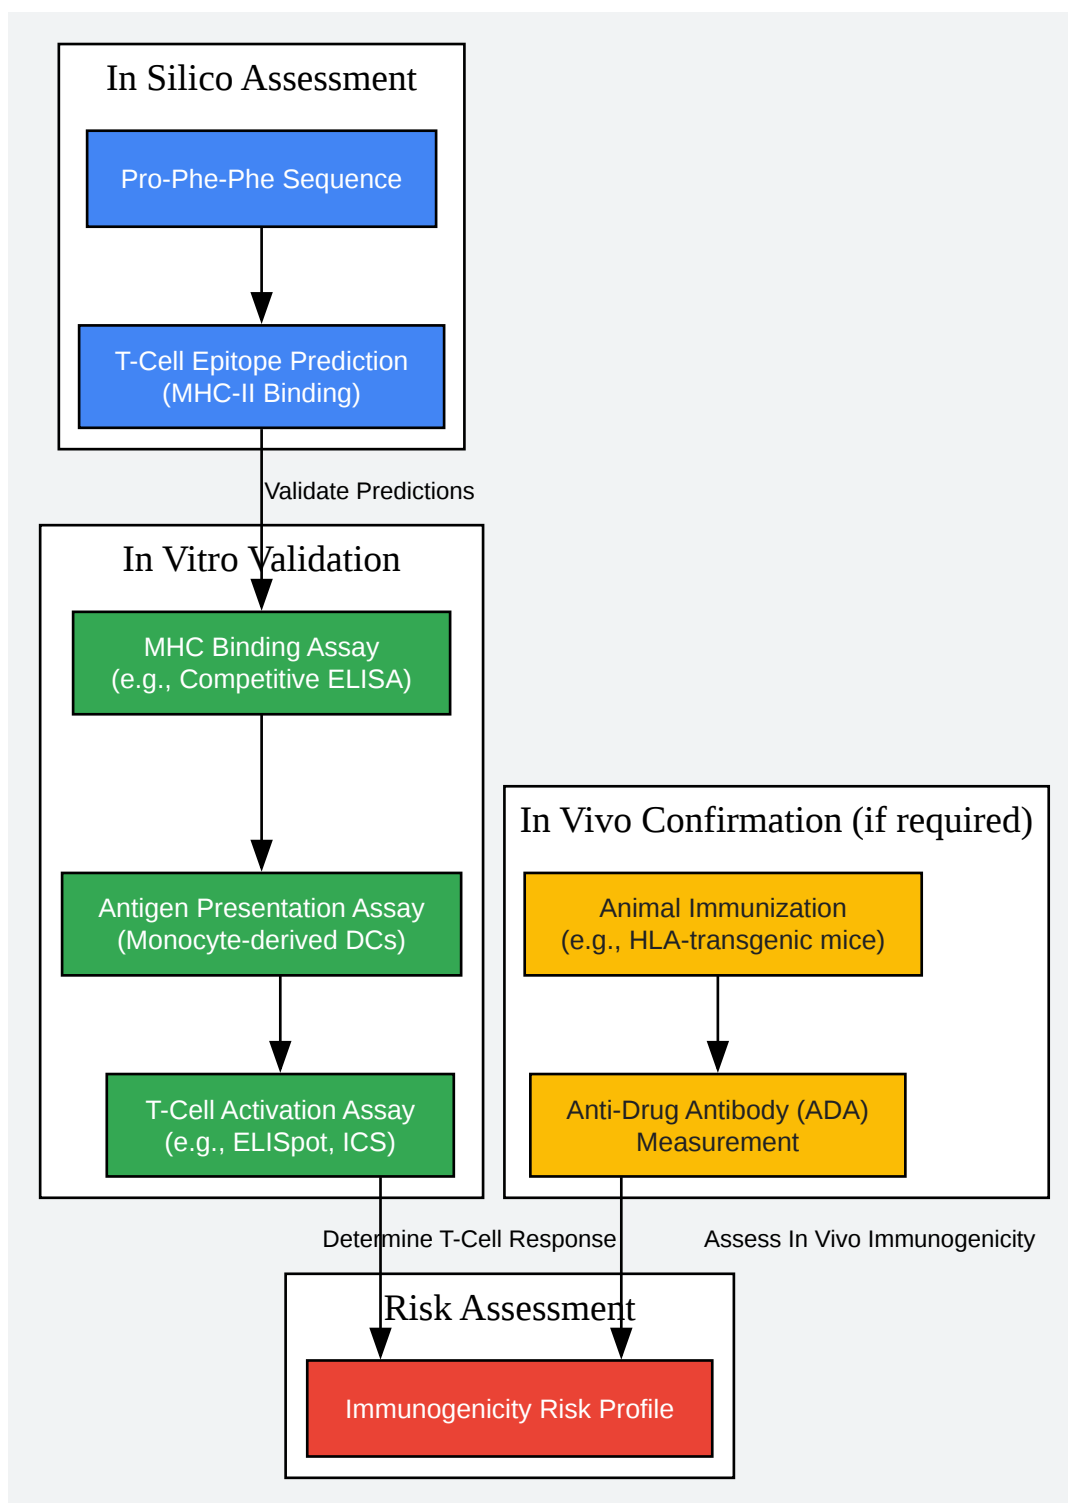 In Silico Assessment
Pro-Phe-Phe Sequence
T-Cell Epitope Prediction
(MHC-II Binding)
Validate Predictions
In Vitro Validation
MHC Binding Assay
(e.g., Competitive ELISA)
Antigen Presentation Assay
(Monocyte-derived DCs)
T-Cell Activation Assay
(e.g., ELISpot, ICS)
In Vivo Confirmation (if required)
Animal Immunization
(e.g., HLA-transgenic mice)
Anti-Drug Antibody (ADA)
Measurement
Determine T-Cell Response
Assess In Vivo Immunogenicity
Risk Assessment
Immunogenicity Risk Profile